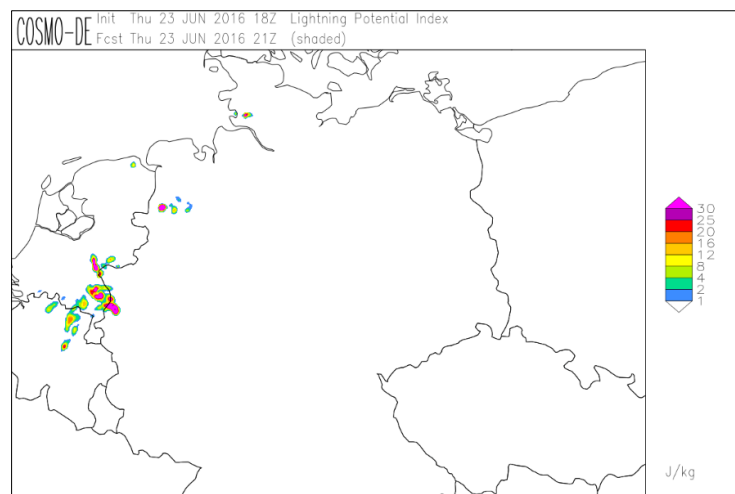 COSMO-DE
Init Thu 23 JUN 2016 18Z Lightning Potential Index
Fcst Thu 23 JUN 2016 21Z (shaded)
30
25
20
16
12
8
4
2
1
J/kg